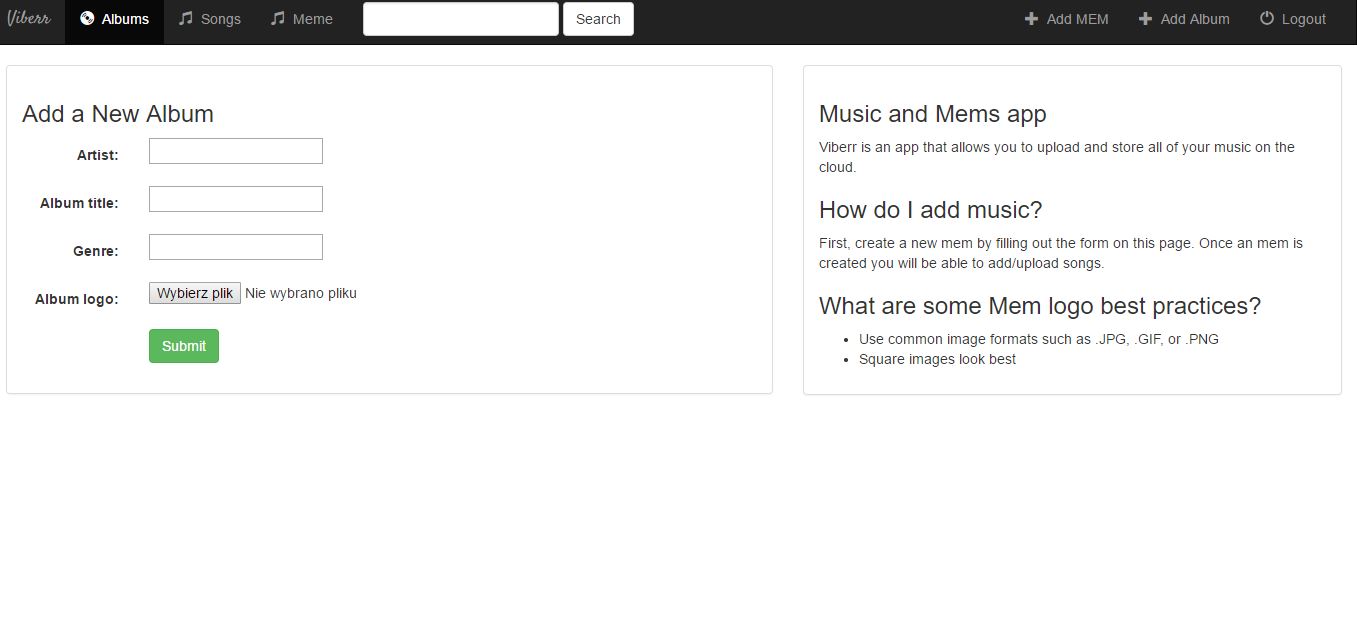 Viberr Albums Songs Meme Search Add MEM Add Album Logout
Add a New Album
Artist:
Album title:
Genre:
Album logo: Wybierz plik Nie wybrano pliku
Submit
Music and Mems app
Viberr is an app that allows you to upload and store all of your music on the
cloud.
How do I add music?
First, create a new mem by filling out the form on this page. Once an mem is
created you will be able to add/upload songs.
What are some Mem logo best practices?
Use common image formats such as .JPG, .GIF, or .PNG
Square images look best